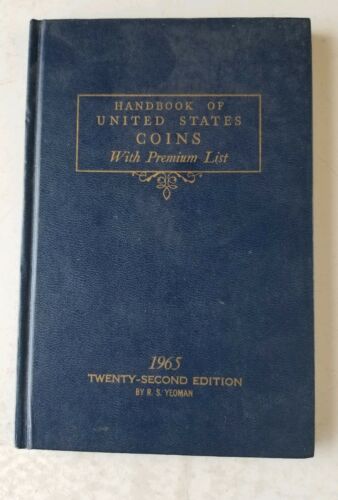 HANDBOOK OF
UNITED STATES
COINS
With Premium List
1965
TWENTY-SECOND EDITION
BY R. S. YEOMAN